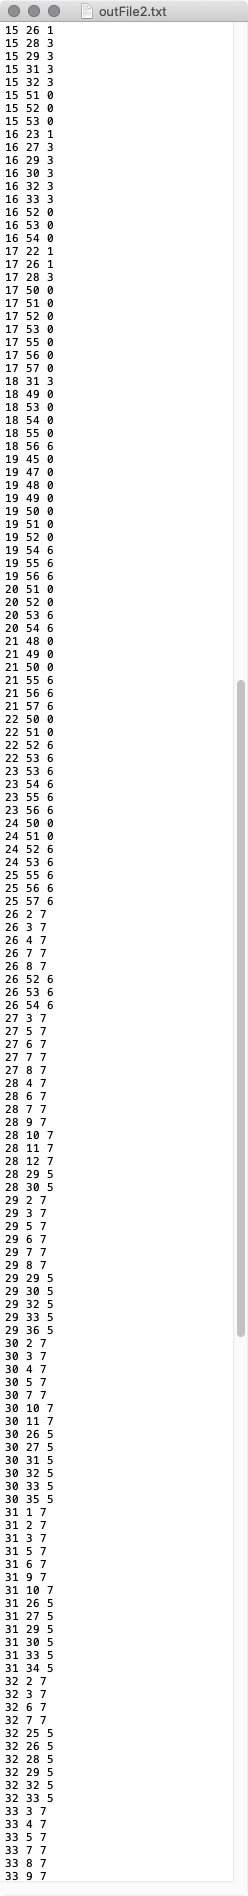 outFile2.txt
15 26 1
15 28 3
15 29 3
15 31 3
15 32 3
15 51 0
15 52 0
15 53 0
16 23 1
16 27 3
16 29 3
16 30 3
16 32 3
16 33 3
16 52 0
16 53 0
16 54 0
17 22 1
17 26 1
17 28 3
17 50 0
17 51 0
17 52 0
17 53 0
17 55 0
17 56 0
17 57 0
18 31 3
18 49 0
18 53 0
18 54 0
18 55 0
18 56 6
19 45 0
19 47 0
19 48 0
19 49 0
19 50 0
19 51 0
19 52 0
19 54 6
19 55 6
19 56 6
20 51 0
20 52 0
20 53 6
20 54 6
21 48 0
21 49 0
21 50 0
21 55 6
21 56 6
21 57 6
22 50 0
22 51 0
22 52 6
22 53 6
23 53 6
23 54 6
23 55 6
23 56 6
24 50 0
24 51 0
24 52 6
24 53 6
25 55 6
25 56 6
25 57 6
26 2 7
26 3 7
26 4 7
26 7 7
26 8 7
26 52 6
26 53 6
26 54 6
27 3 7
27 5 7
27 6 7
27 7 7
27 8 7
28 4 7
28 6 7
28 7 7
28 9 7
28 10 7
28 11 7
28 12 7
28 29 5
28 30 5
29 2 7
29 3 7
29 5 7
29 6 7
29 7 7
29 8 7
29 29 5
29 30 5
29 32 5
29 33 5
29 36 5
30 2 7
30 3 7
30 4 7
30 5 7
30 7 7
30 10 7
30 11 7
30 26 5
30 27 5
30 31 5
30 32 5
30 33 5
30 35 5
31 1 7
31 2 7
31 3 7
31 5 7
31 6 7
31 9 7
31 10 7
31 26 5
31 27 5
31 29 5
31 30 5
31 33 5
31 34 5
32 2 7
32 3 7
32 6 7
32 7 7
32 25 5
32 26 5
32 28 5
32 29 5
32 32 5
32 33 5
33 3 7
33 4 7
33 5 7
33 7 7
33 8 7
33 9 7